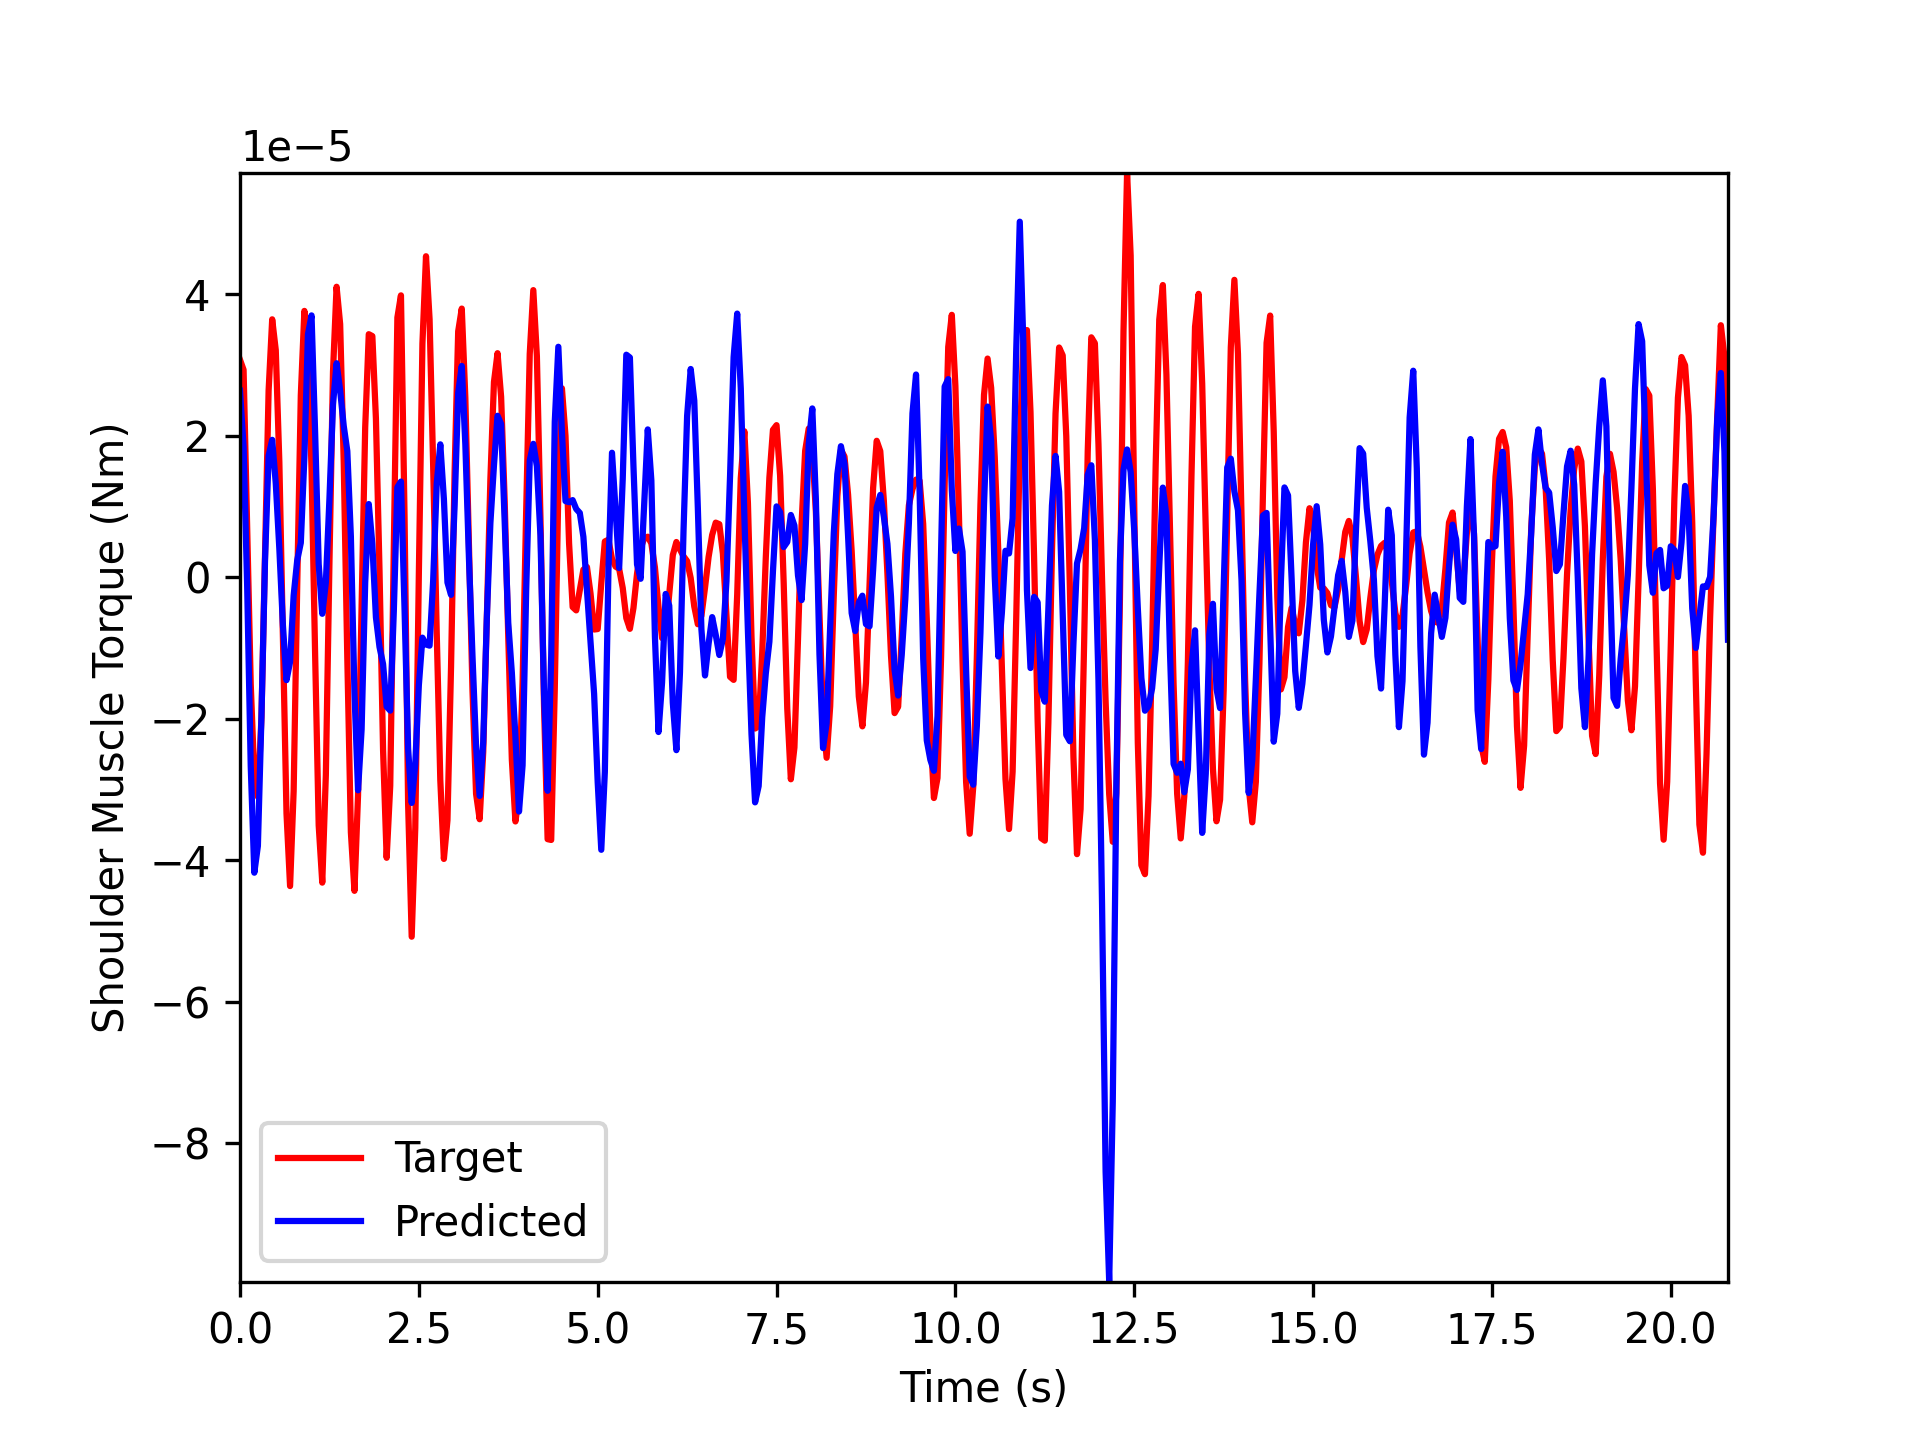 1e−5
Shoulder Muscle Torque (Nm)
4
2
0
−2
−4
−6
−8
Target
Predicted
0.0 2.5 5.0 7.5 10.0 12.5 15.0 17.5 20.0
Time (s)